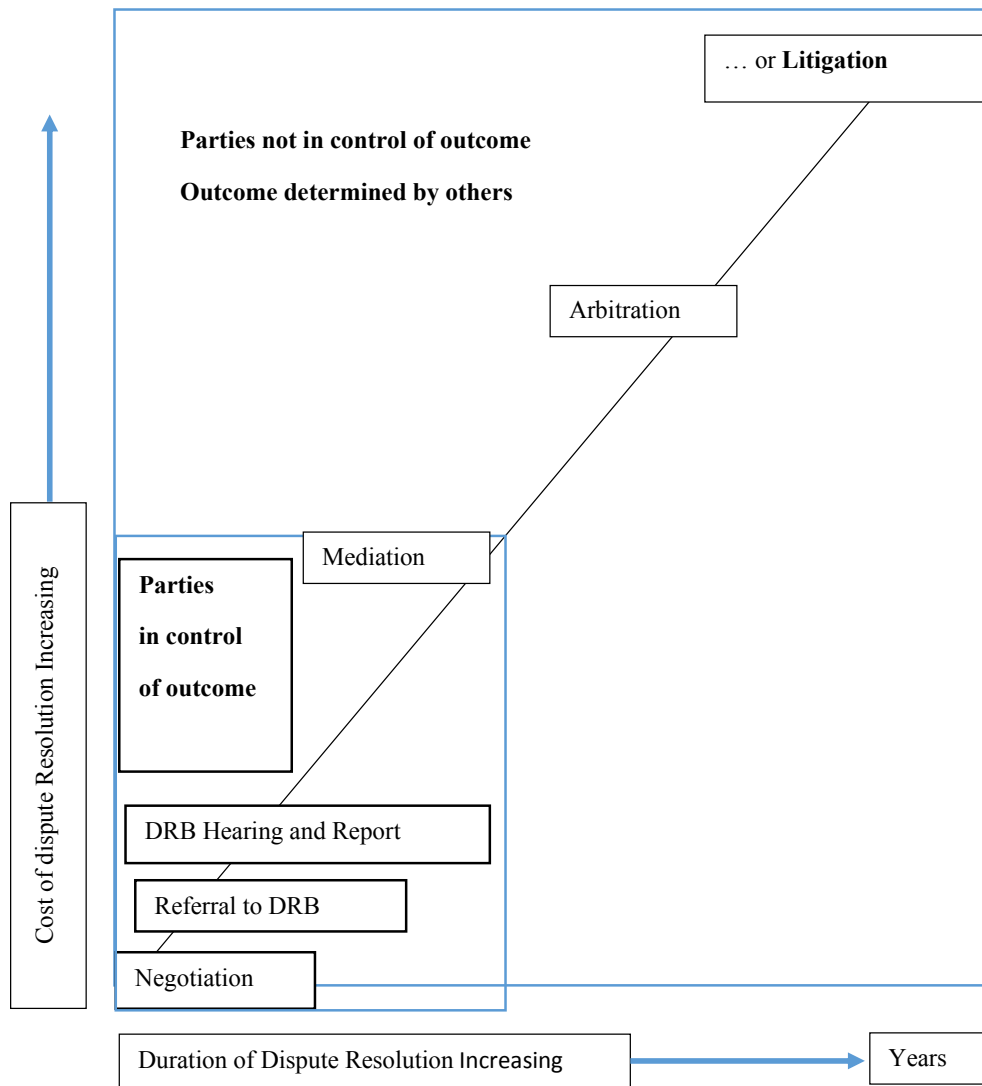 … or Litigation
Parties not in control of outcome
Outcome determined by others
Arbitration
Mediation
Parties
in control
of outcome
Cost of dispute Resolution Increasing
DRB Hearing and Report
Referral to DRB
Negotiation
Duration of Dispute Resolution Increasing
Years